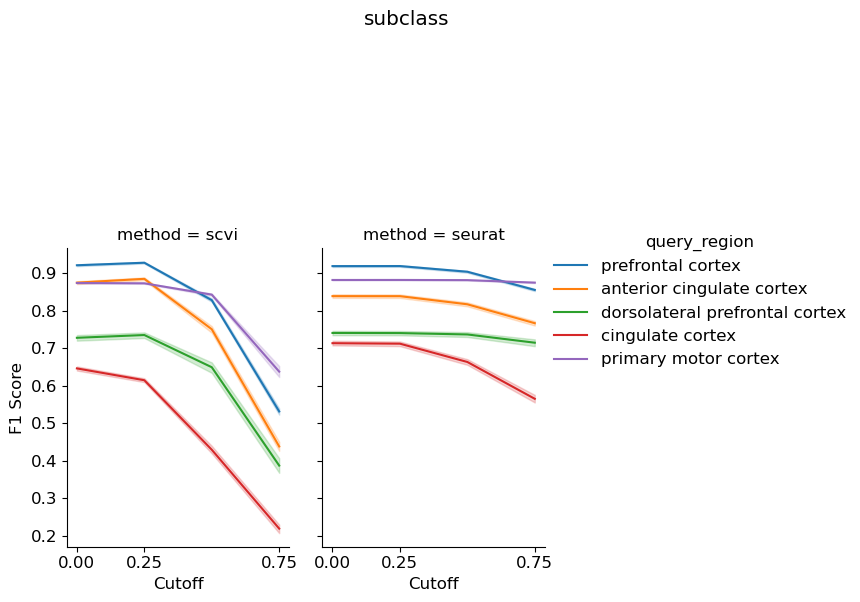 subclass
method = scvi
method = seurat
query_region
prefrontal cortex
anterior cingulate cortex
dorsolateral prefrontal cortex
cingulate cortex
primary motor cortex
F1 Score
0.9
0.8
0.7
0.6
0.5
0.4
0.3
0.2
0.00 0.25 0.75
0.00 0.25 0.75
Cutoff
Cutoff